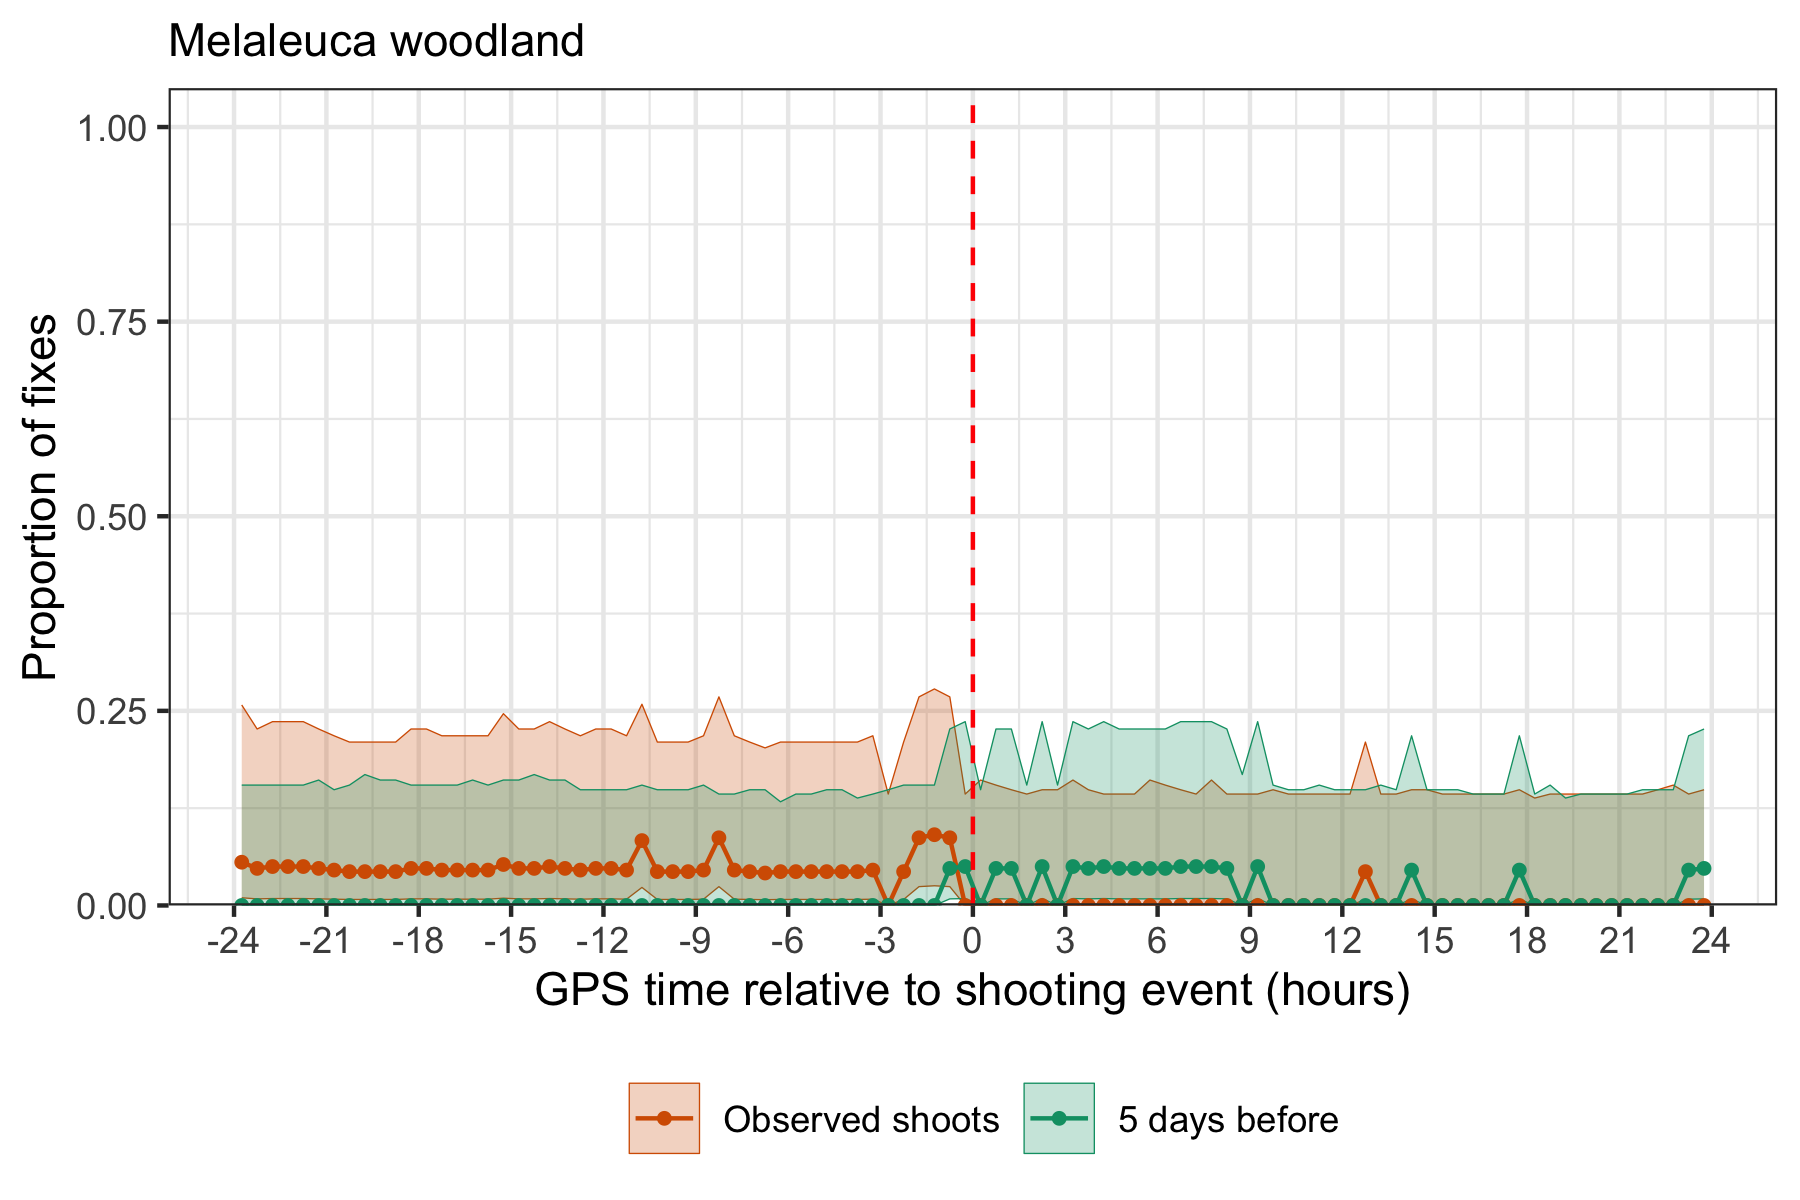 Melaleuca woodland
1.00
0.75
0.50
0.25
0.00
Proportion of fixes
-24 -21 -18 -15 -12 -9 -6 -3 0 3 6 9 12 15 18 21 24
GPS time relative to shooting event (hours)
Observed shoots 5 days before